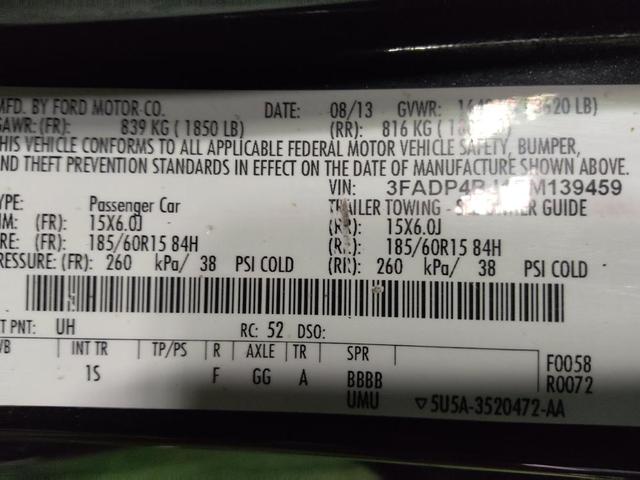 MFD. BY FORD MOTOR CO. DATE: 08/13 GVWR:
GAWR: (FR): 839 KG ( 1850 LB) (RR): 816 KG LB)
THIS VEHICLE CONFORMS TO ALL APPLICABLE FEDERAL MOTOR VEHICLE SAFETY, BUMPER,
AND THEFT PREVENTION STANDARDS IN EFFECT ON THE DATE OF MANUFACTURE SHOWN ABOVE.
VIN:
TYPE: Passenger Car TRAILER TOWING - GUIDE
RIM: (FR): 15X6.0J 15X6.0J
TIRE: (FR): 185/60R15 84H 185/60R15 84H
PRESSURE: (FR): 260 kPa/ 38 PSI COLD 260 kPa/ 38 PSI COLD
EXT PNT: UH RC: 52 DSO:
WB INT TR TP/PS R AXLE TR SPR F0058
1S F GG A BBBB R0072
UMU ▽5U5A-3520472-AA